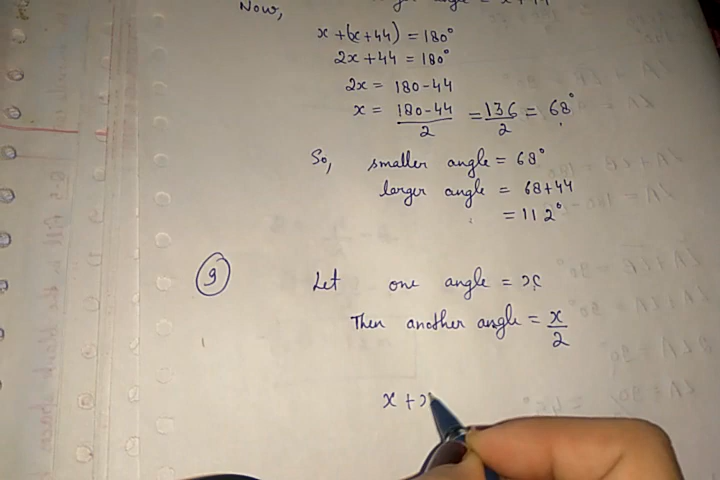 Now,
x + (x + 44) = 180°
2x + 44 = 180°
2x = 180 - 44
x = 180 - 44 / 2 = 136 / 2 = 68°
So, smaller angle = 68°
larger angle = 68 + 44
= 112°
9 Let one angle = x
Then another angle = x / 2
x + x